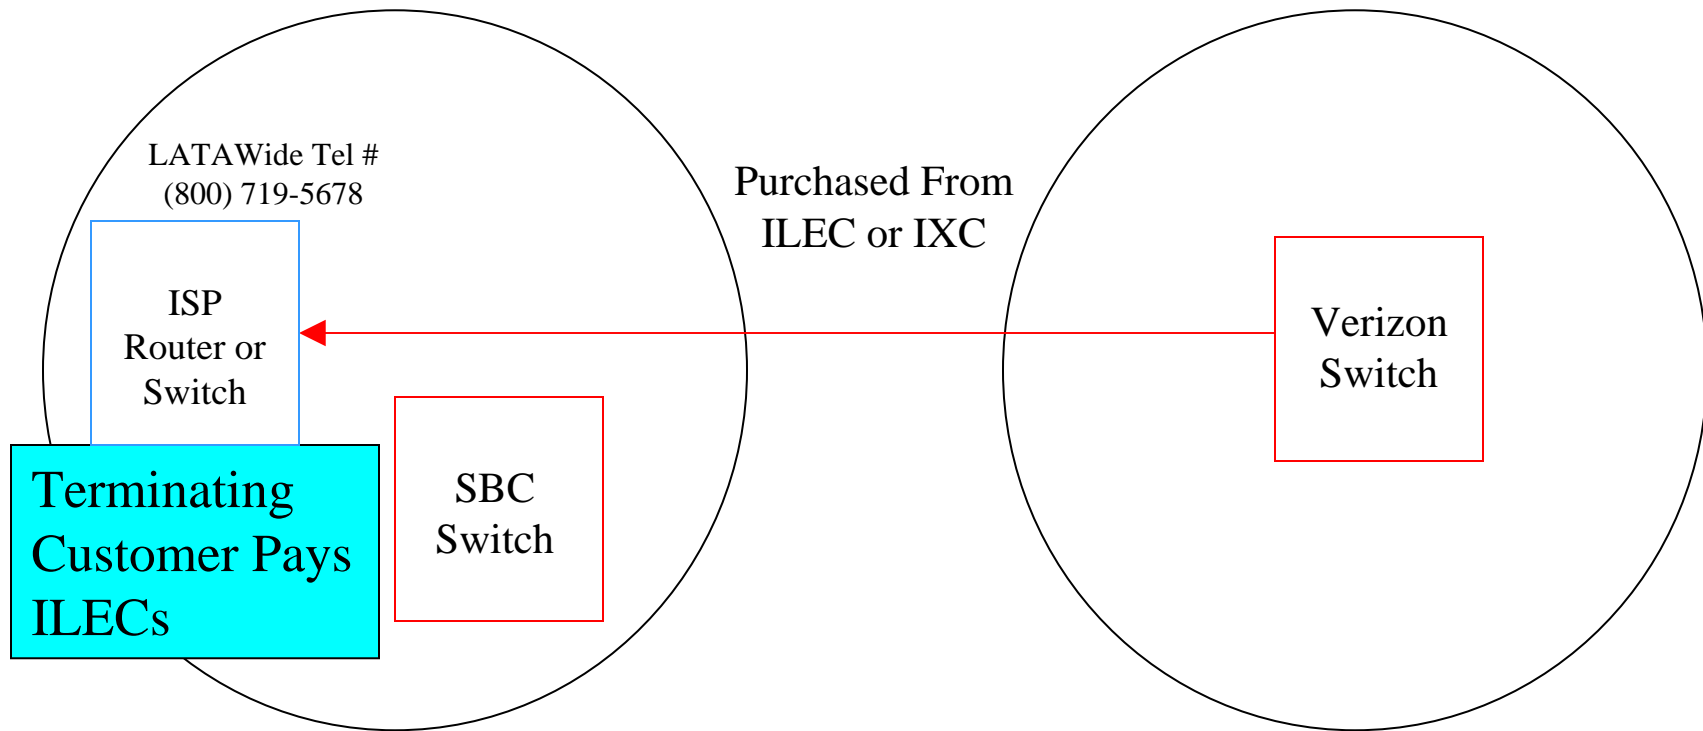 LATAWide Tel #
(800) 719-5678
Purchased From
ILEC or IXC
ISP
Router or
Switch
Verizon
Switch
SBC
Switch
Terminating
Customer Pays
ILECs